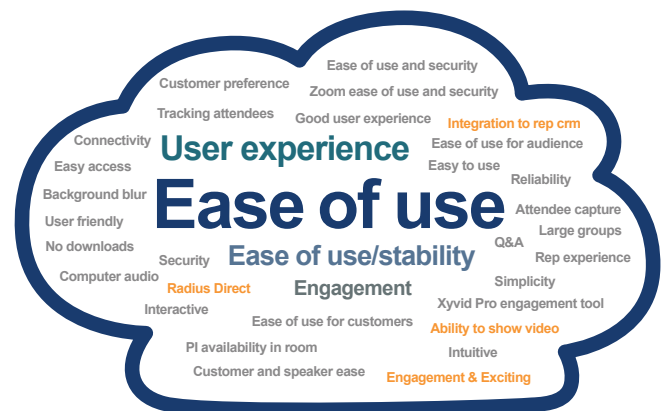 Ease of use and security
Customer preference
Zoom ease of use and security
Tracking attendees
Good user experience
Integration to rep crm
Connectivity
User experience
Ease of use for audience
Easy access
Easy to use
Reliability
Background blur
Ease of use
Attendee capture
User friendly
Large groups
No downloads
Q&A
Security
Ease of use/stability
Rep experience
Computer audio
Radius Direct
Engagement
Simplicity
Interactive
Xyvid Pro engagement tool
Ease of use for customers
Ability to show video
PI availability in room
Intuitive
Customer and speaker ease
Engagement & Exciting